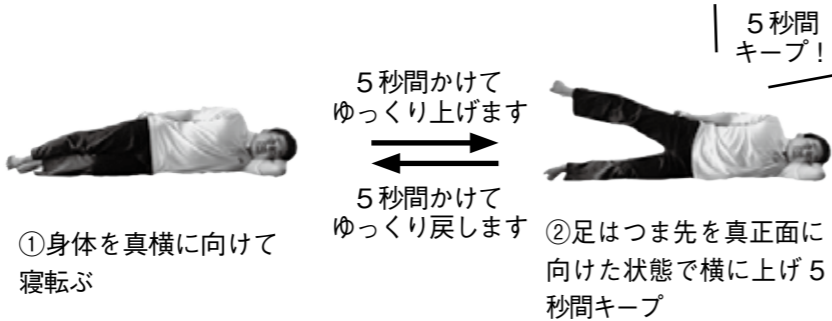 5秒間
キープ！
5秒間かけて
ゆっくり上げます
5秒間かけて
ゆっくり戻します
①身体を真横に向けて
寝転ぶ
②足はつま先を真正面に
向けた状態で横に上げ5
秒間キープ